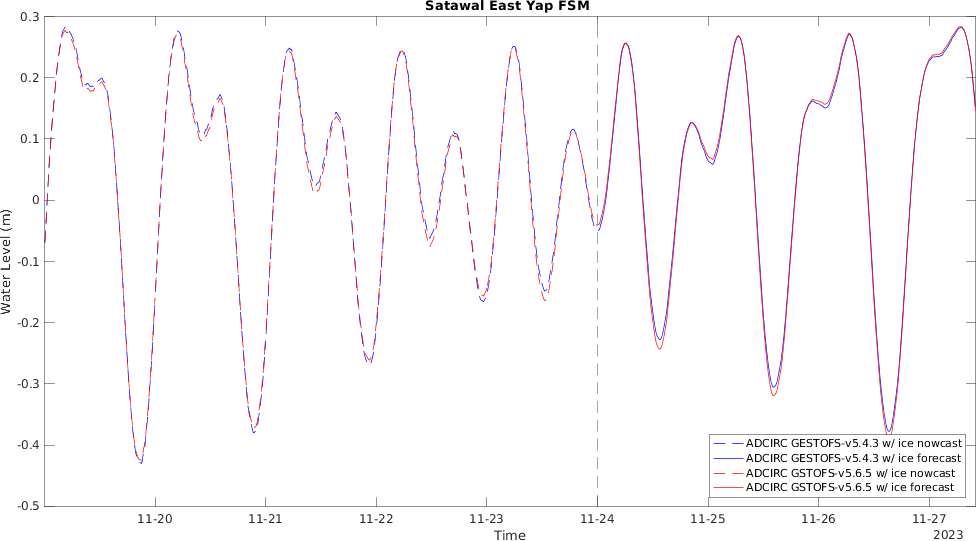 Satawal East Yap FSM
0.3
0.2
0.1
0
-0.1
-0.2
-0.3
-0.4
-0.5
Water Level (m)
11-20 11-21 11-22 11-23 11-24 11-25 11-26 11-27
Time
2023
ADCIRC GESTOFS-v5.4.3 w/ ice nowcast
ADCIRC GESTOFS-v5.4.3 w/ ice forecast
ADCIRC GSTOFS-v5.6.5 w/ ice nowcast
ADCIRC GSTOFS-v5.6.5 w/ ice forecast